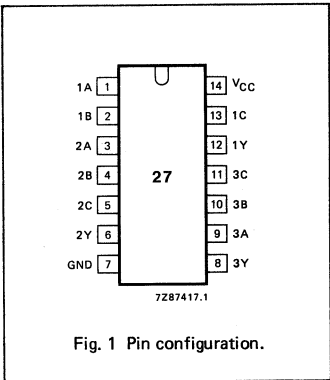 1A 1 14 VCC
1B 2 13 1C
2A 3 12 1Y
2B 4 27 11 3C
2C 5 10 3B
2Y 6 9 3A
GND 7 8 3Y
7Z87417.1
Fig. 1 Pin configuration.